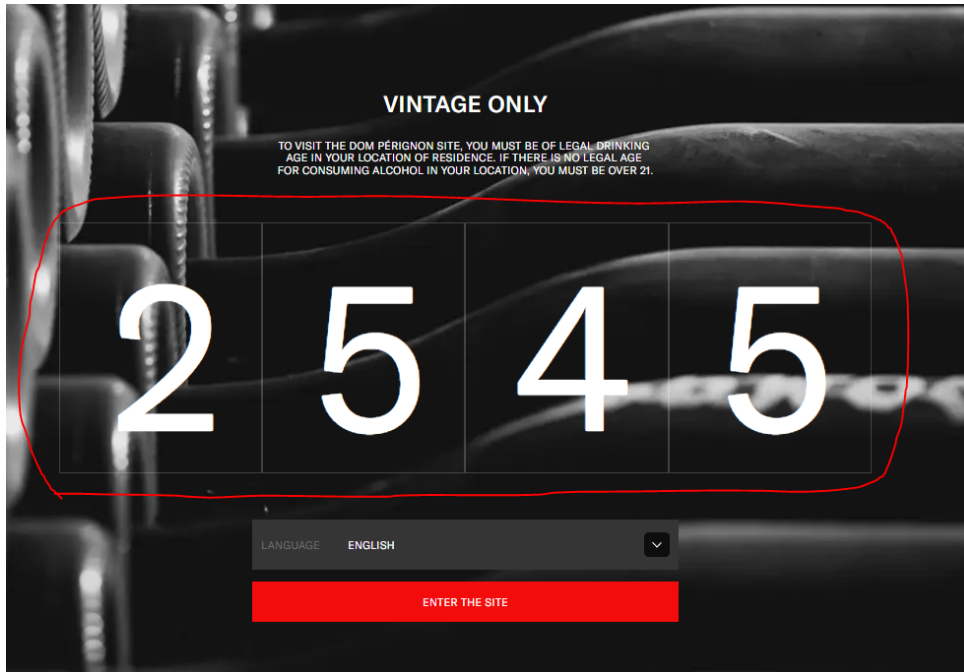 VINTAGE ONLY
TO VISIT THE DOM PÉRIGNON SITE, YOU MUST BE OF LEGAL DRINKING
AGE IN YOUR LOCATION OF RESIDENCE. IF THERE IS NO LEGAL AGE
FOR CONSUMING ALCOHOL IN YOUR LOCATION, YOU MUST BE OVER 21.
2 5 4 5
LANGUAGE ENGLISH
ENTER THE SITE